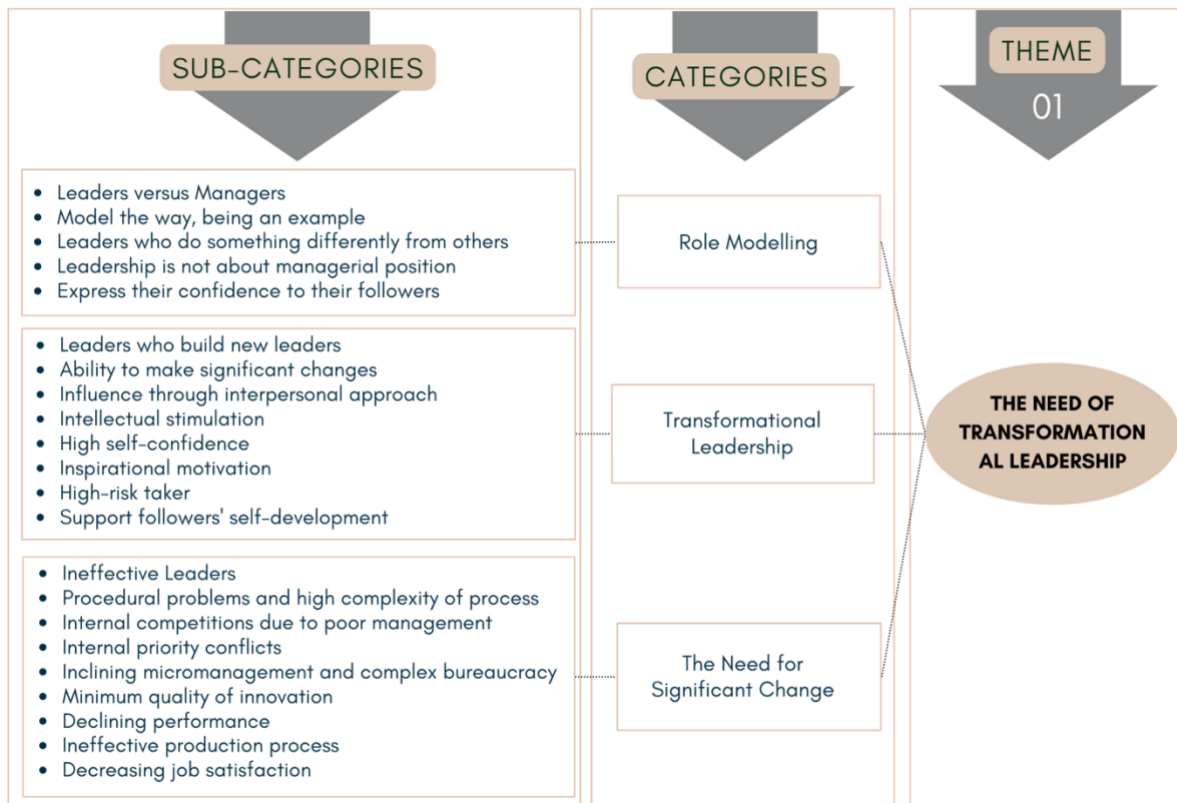 SUB-CATEGORIES
CATEGORIES
THEME
01
• Leaders versus Managers
• Model the way, being an example
• Leaders who do something differently from others
• Leadership is not about managerial position
• Express their confidence to their followers
Role Modelling
• Leaders who build new leaders
• Ability to make significant changes
• Influence through interpersonal approach
• Intellectual stimulation
• High self-confidence
• Inspirational motivation
• High-risk taker
• Support followers' self-development
Transformational
Leadership
THE NEED OF
TRANSFORMATION
AL LEADERSHIP
• Ineffective Leaders
• Procedural problems and high complexity of process
• Internal competitions due to poor management
• Internal priority conflicts
• Inclining micromanagement and complex bureaucracy
• Minimum quality of innovation
• Declining performance
• Ineffective production process
• Decreasing job satisfaction
The Need for
Significant Change